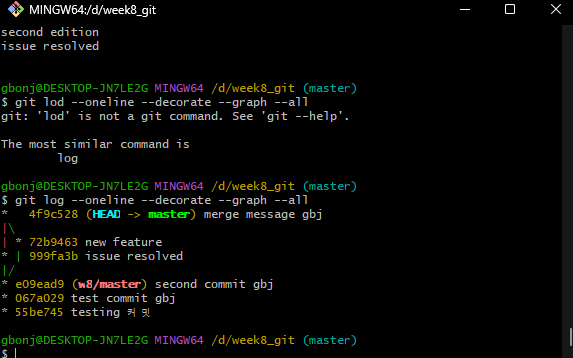 MINGW64:/d/week8_git
second edition
issue resolved
gbonj@DESKTOP-JN7LE2G MINGW64 /d/week8_git (master)
$ git lod --oneline --decorate --graph --all
git: 'lod' is not a git command. See 'git --help'.
The most similar command is
log
gbonj@DESKTOP-JN7LE2G MINGW64 /d/week8_git (master)
$ git log --oneline --decorate --graph --all
*   4f9c528 (HEAD -> master) merge message gbj
|\
| * 72b9463 new feature
* | 999fa3b issue resolved
|/
* e09ead9 (w8/master) second commit gbj
* 067a029 test commit gbj
* 55be745 testing 커밋
gbonj@DESKTOP-JN7LE2G MINGW64 /d/week8_git (master)
$